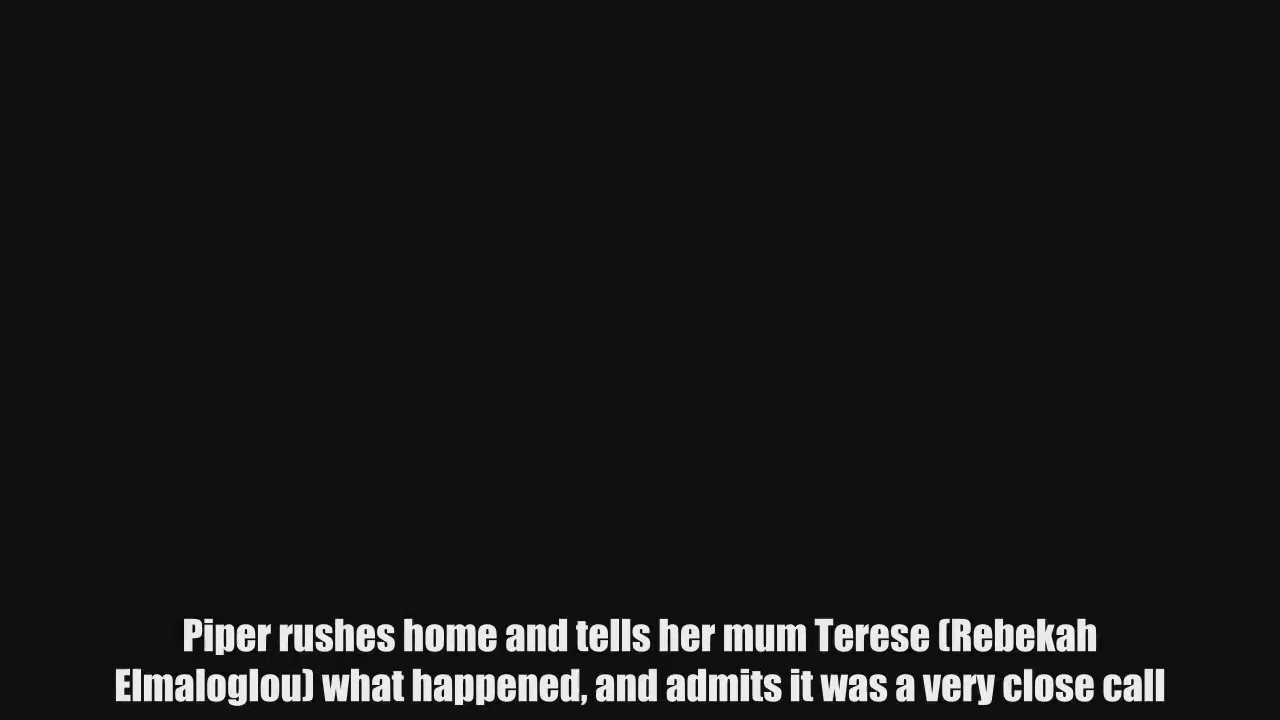 Piper rushes home and tells her mum Terese (Rebekah
Elmaloglou) what happened, and admits it was a very close call